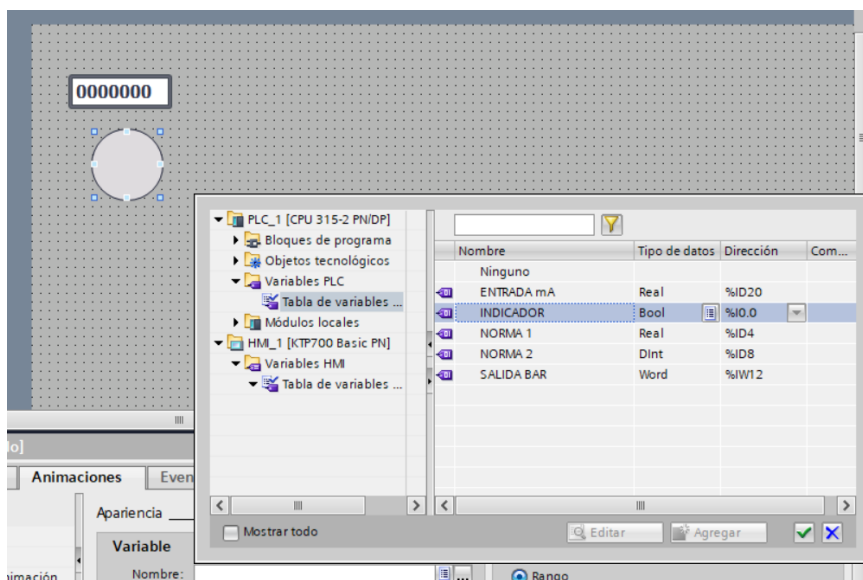 0000000
PLC_1 [CPU 315-2 PN/DP]
Bloques de programa
Objetos tecnológicos
Variables PLC
Tabla de variables ...
Módulos locales
HMI_1 [KTP700 Basic PN]
Variables HMI
Tabla de variables ...
Nombre Tipo de datos Dirección Com...
Ninguno
ENTRADA mA Real %ID20
INDICADOR Bool %I0.0
NORMA 1 Real %ID4
NORMA 2 DInt %ID8
SALIDA BAR Word %IW12
Mostrar todo Editar Agregar
lo]
Animaciones Even
Apariencia
Variable
Nombre: ... Rango
nimación